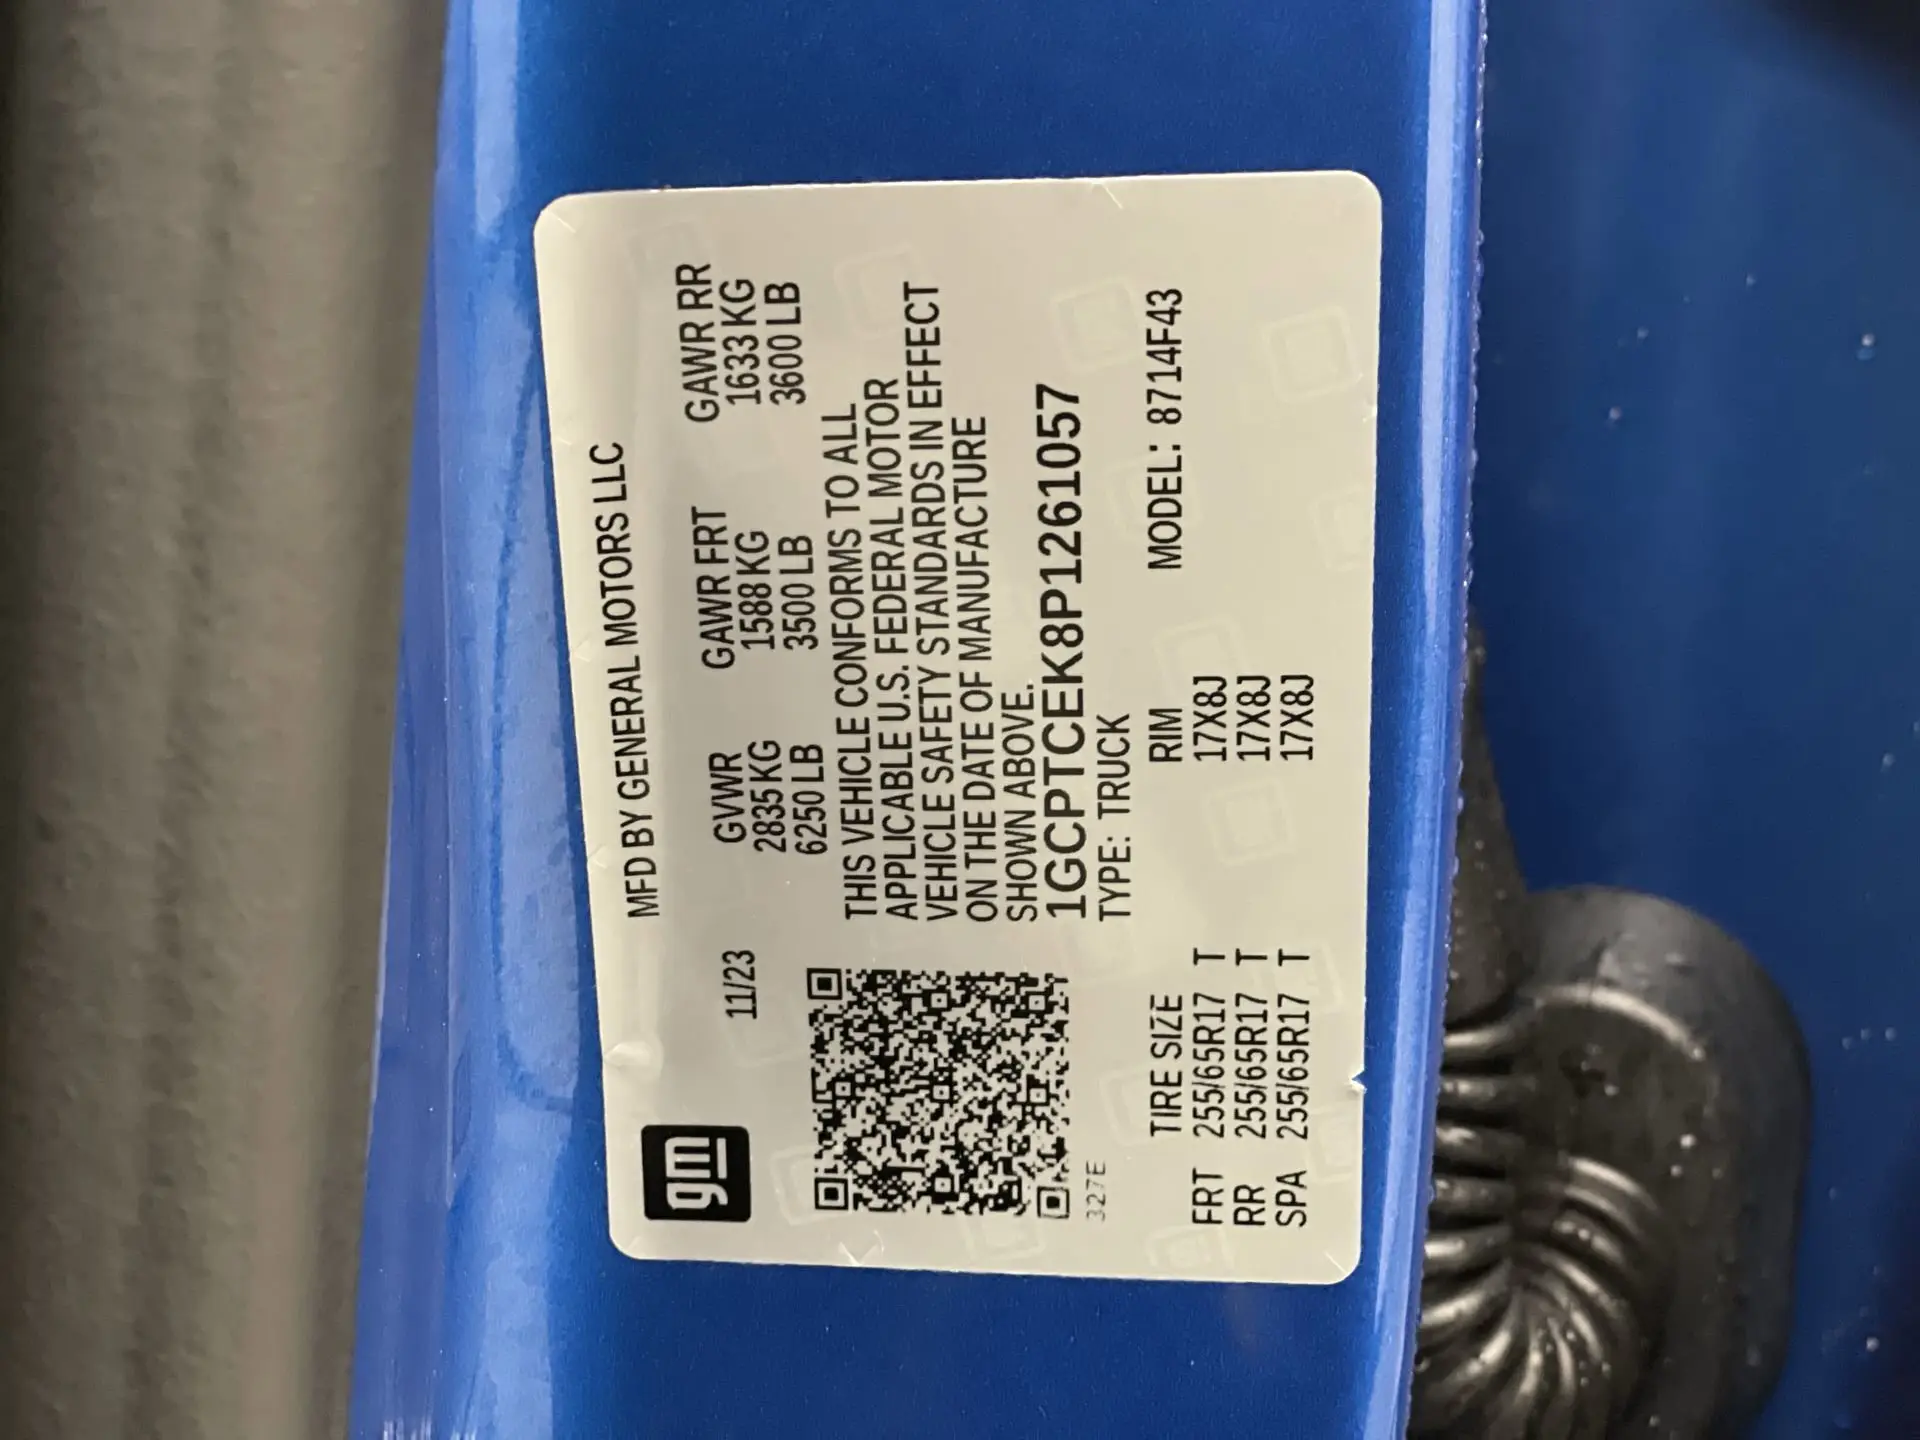 MFD BY GENERAL MOTORS LLC
gm
11/23
GVWR GAWR FRT GAWR RR
2835 KG 1588 KG 1633 KG
6250 LB 3500 LB 3600 LB
THIS VEHICLE CONFORMS TO ALL
APPLICABLE U.S. FEDERAL MOTOR
VEHICLE SAFETY STANDARDS IN EFFECT
ON THE DATE OF MANUFACTURE
SHOWN ABOVE.
1GCPTCEK8P1261057
327E
TYPE: TRUCK
TIRE SIZE RIM MODEL: 8714F43
FRT 255/65R17 T 17X8J
RR 255/65R17 T 17X8J
SPA 255/65R17 T 17X8J